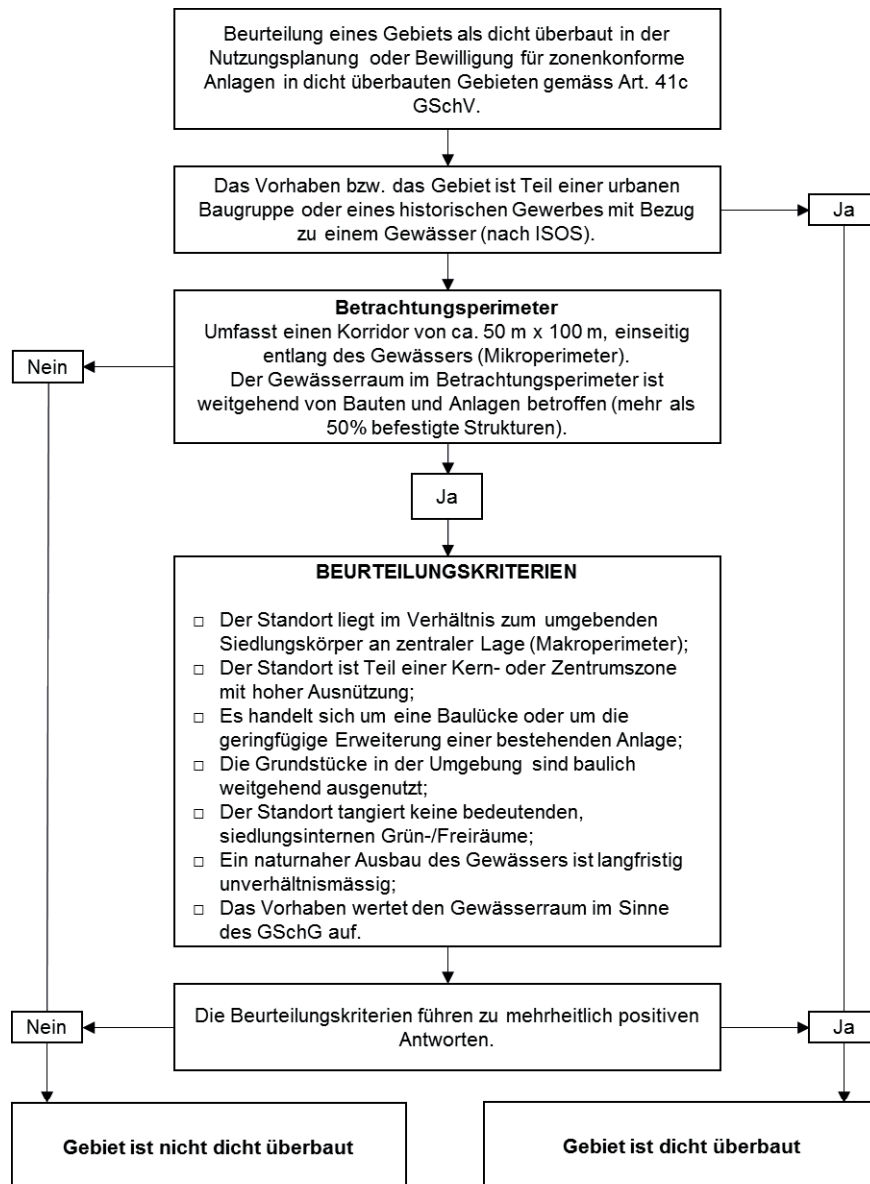 Beurteilung eines Gebiets als dicht überbaut in der
Nutzungsplanung oder Bewilligung für zonenkonforme
Anlagen in dicht überbauten Gebieten gemäss Art. 41c
GSchV.
Das Vorhaben bzw. das Gebiet ist Teil einer urbanen
Baugruppe oder eines historischen Gewerbes mit Bezug
zu einem Gewässer (nach ISOS).
Ja
Betrachtungsperimeter
Umfasst einen Korridor von ca. 50 m x 100 m, einseitig
entlang des Gewässers (Mikroperimeter).
Der Gewässerraum im Betrachtungsperimeter ist
weitgehend von Bauten und Anlagen betroffen (mehr als
50% befestigte Strukturen).
Nein
Ja
BEURTEILUNGSKRITERIEN
□ Der Standort liegt im Verhältnis zum umgebenden
Siedlungskörper an zentraler Lage (Makroperimeter);
□ Der Standort ist Teil einer Kern- oder Zentrumszone
mit hoher Ausnützung;
□ Es handelt sich um eine Baulücke oder um die
geringfügige Erweiterung einer bestehenden Anlage;
□ Die Grundstücke in der Umgebung sind baulich
weitgehend ausgenutzt;
□ Der Standort tangiert keine bedeutenden,
siedlungsinternen Grün-/Freiräume;
□ Ein naturnaher Ausbau des Gewässers ist langfristig
unverhältnismässig;
□ Das Vorhaben wertet den Gewässerraum im Sinne
des GSchG auf.
Nein
Die Beurteilungskriterien führen zu mehrheitlich positiven
Antworten.
Ja
Gebiet ist nicht dicht überbaut
Gebiet ist dicht überbaut